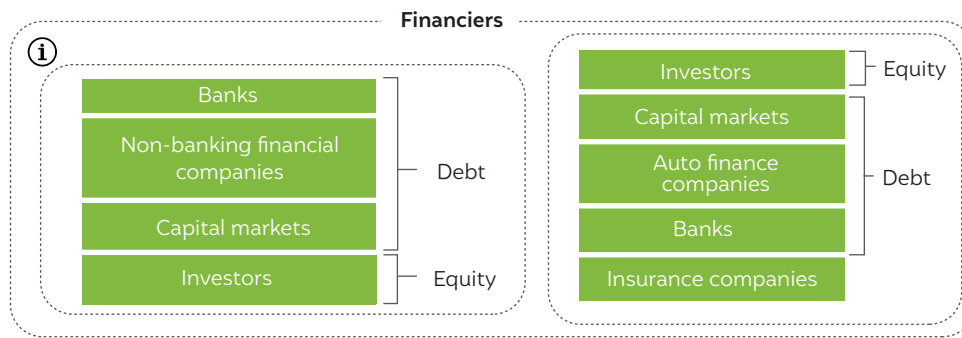 Financiers
i
Banks
Non-banking financial
companies
Capital markets
Debt
Investors
Equity
Investors
Equity
Capital markets
Auto finance
companies
Debt
Banks
Insurance companies